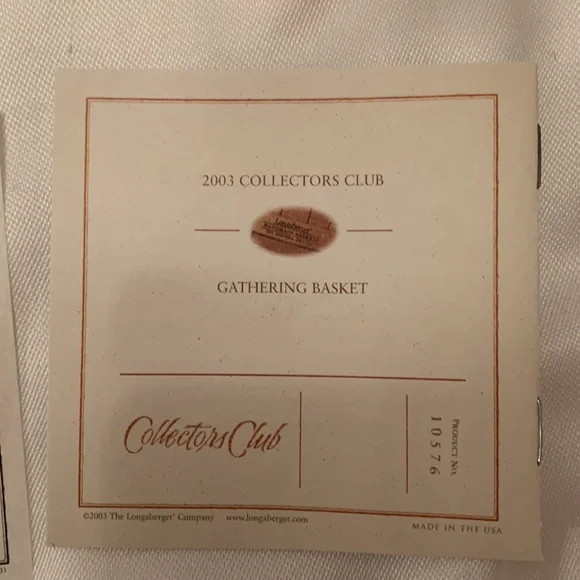 2003 COLLECTORS CLUB
Longaberger®
GATHERING BASKET
Collectors Club
PRODUCT NO.
10576
©2003 The Longaberger® Company www.longaberger.com
MADE IN THE USA